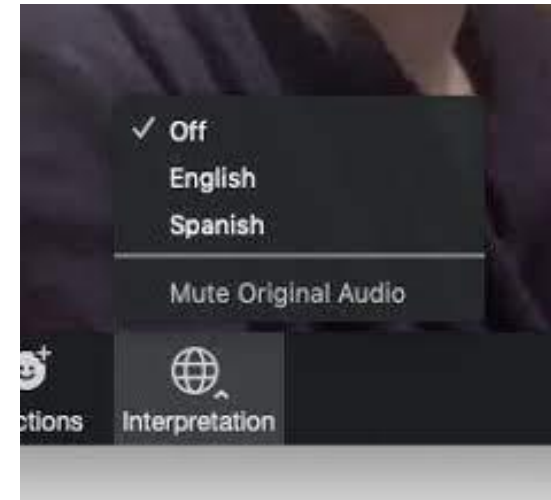 Off
English
Spanish
Mute Original Audio
ctions Interpretation